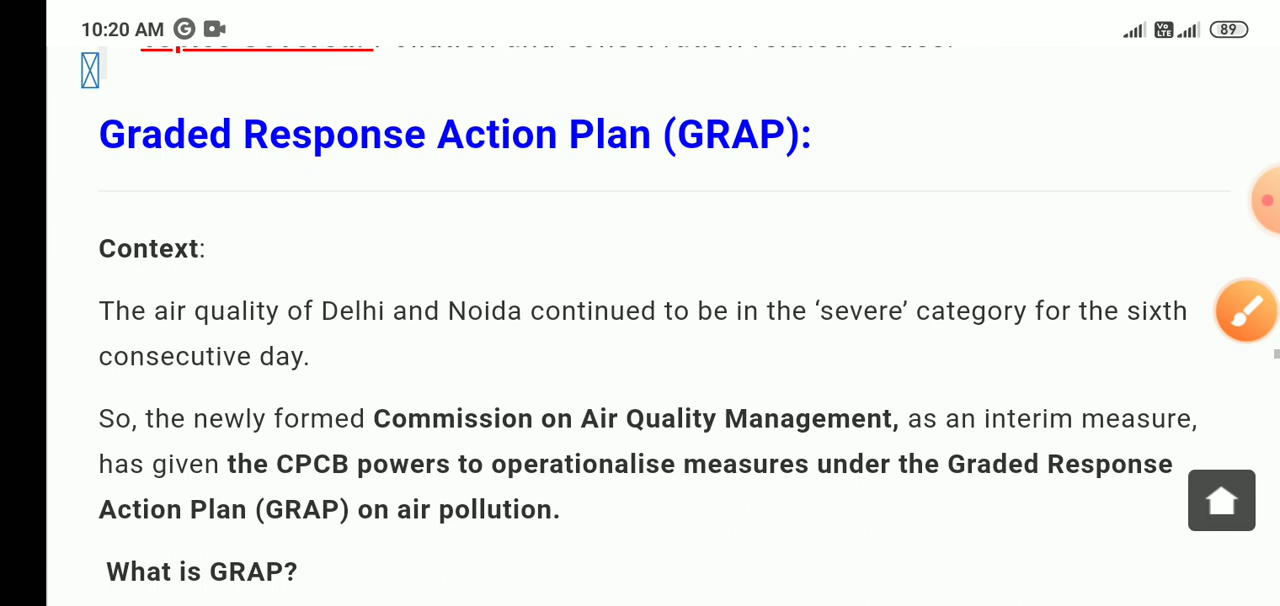 10:20 AM
Vo LTE
89
Graded Response Action Plan (GRAP):
Context:
The air quality of Delhi and Noida continued to be in the ‘severe’ category for the sixth
consecutive day.
So, the newly formed Commission on Air Quality Management, as an interim measure,
has given the CPCB powers to operationalise measures under the Graded Response
Action Plan (GRAP) on air pollution.
What is GRAP?